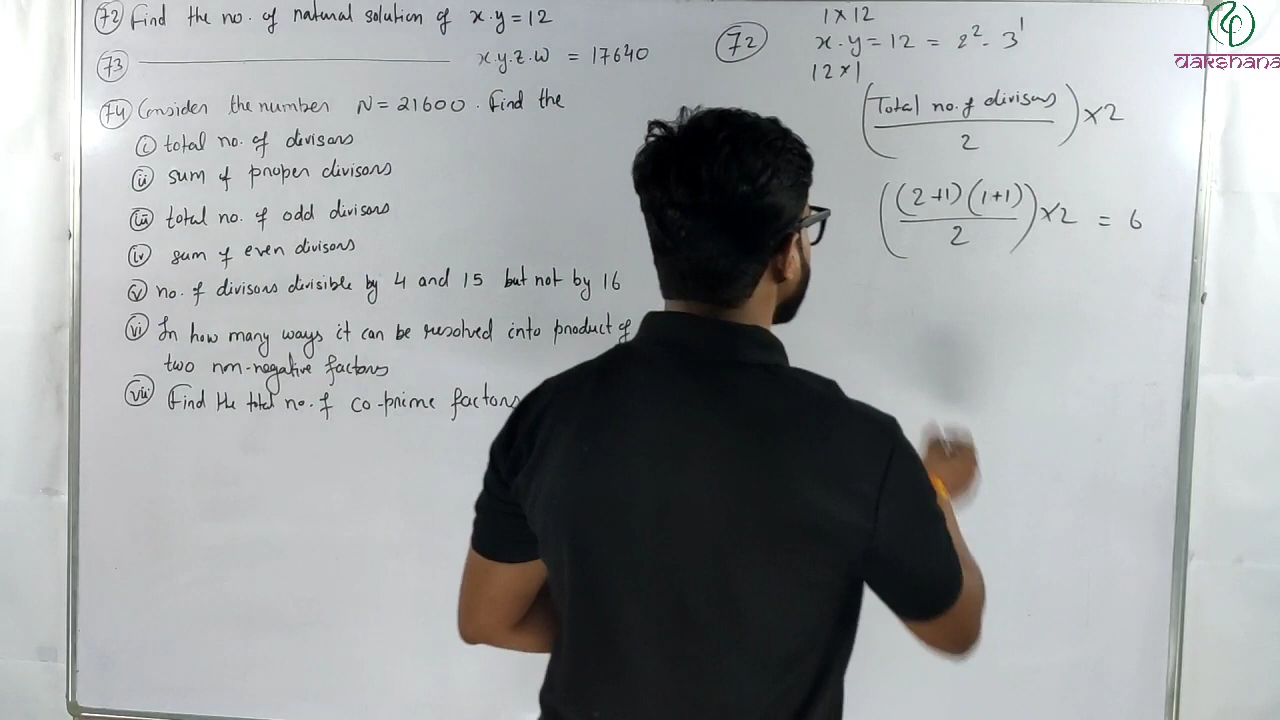 72 Find the no. of natural solution of x.y = 12
73 ———————— x.y.z.w = 17640
74 Consider the number N = 21600. Find the
i total no. of divisors
ii sum of proper divisors
iii total no. of odd divisors
iv sum of even divisors
v no. of divisors divisible by 4 and 15 but not by 16
vi In how many ways it can be resolved into product of
two non-negative factors
vii Find the total no. of co-prime factors
1 x 12
72 x.y = 12 = 2² . 3¹
12 x 1
(Total no. of divisors / 2) x 2
((2+1)(1+1) / 2) x 2 = 6
dakshana